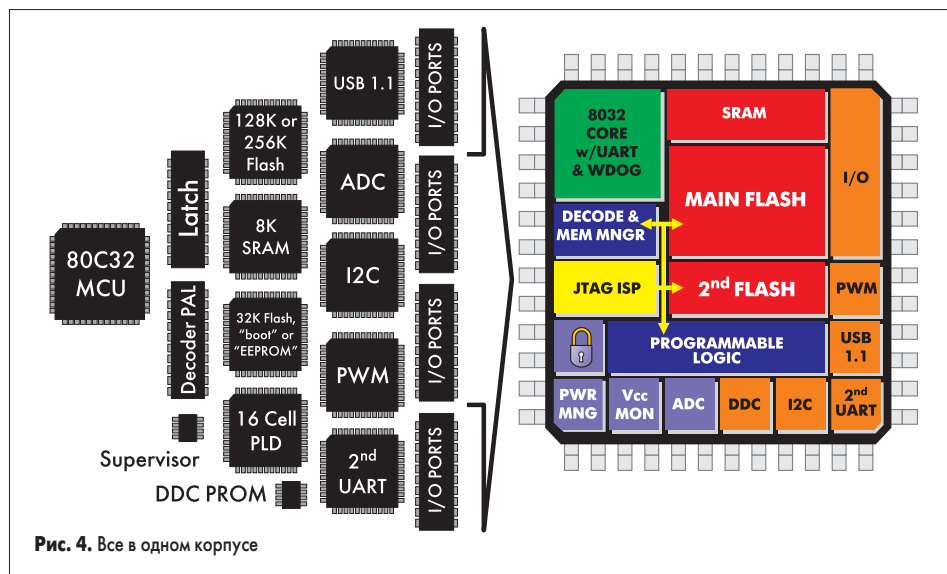 80C32
MCU
Latch
Decoder PAL
Supervisor
DDC PROM
128K or
256K
Flash
8K
SRAM
32K Flash,
“boot” or
“EEPROM”
16 Cell
PLD
USB 1.1
ADC
I2C
PWM
2nd
UART
I/O PORTS
I/O PORTS
I/O PORTS
I/O PORTS
8032
CORE
w/UART
& WDOG
SRAM
I/O
MAIN FLASH
DECODE &
MEM MNGR
JTAG ISP
2nd FLASH
PWM
PROGRAMMABLE
LOGIC
USB
1.1
PWR
MNG
Vcc
MON
ADC
DDC
I2C
2nd
UART
Рис. 4. Все в одном корпусе